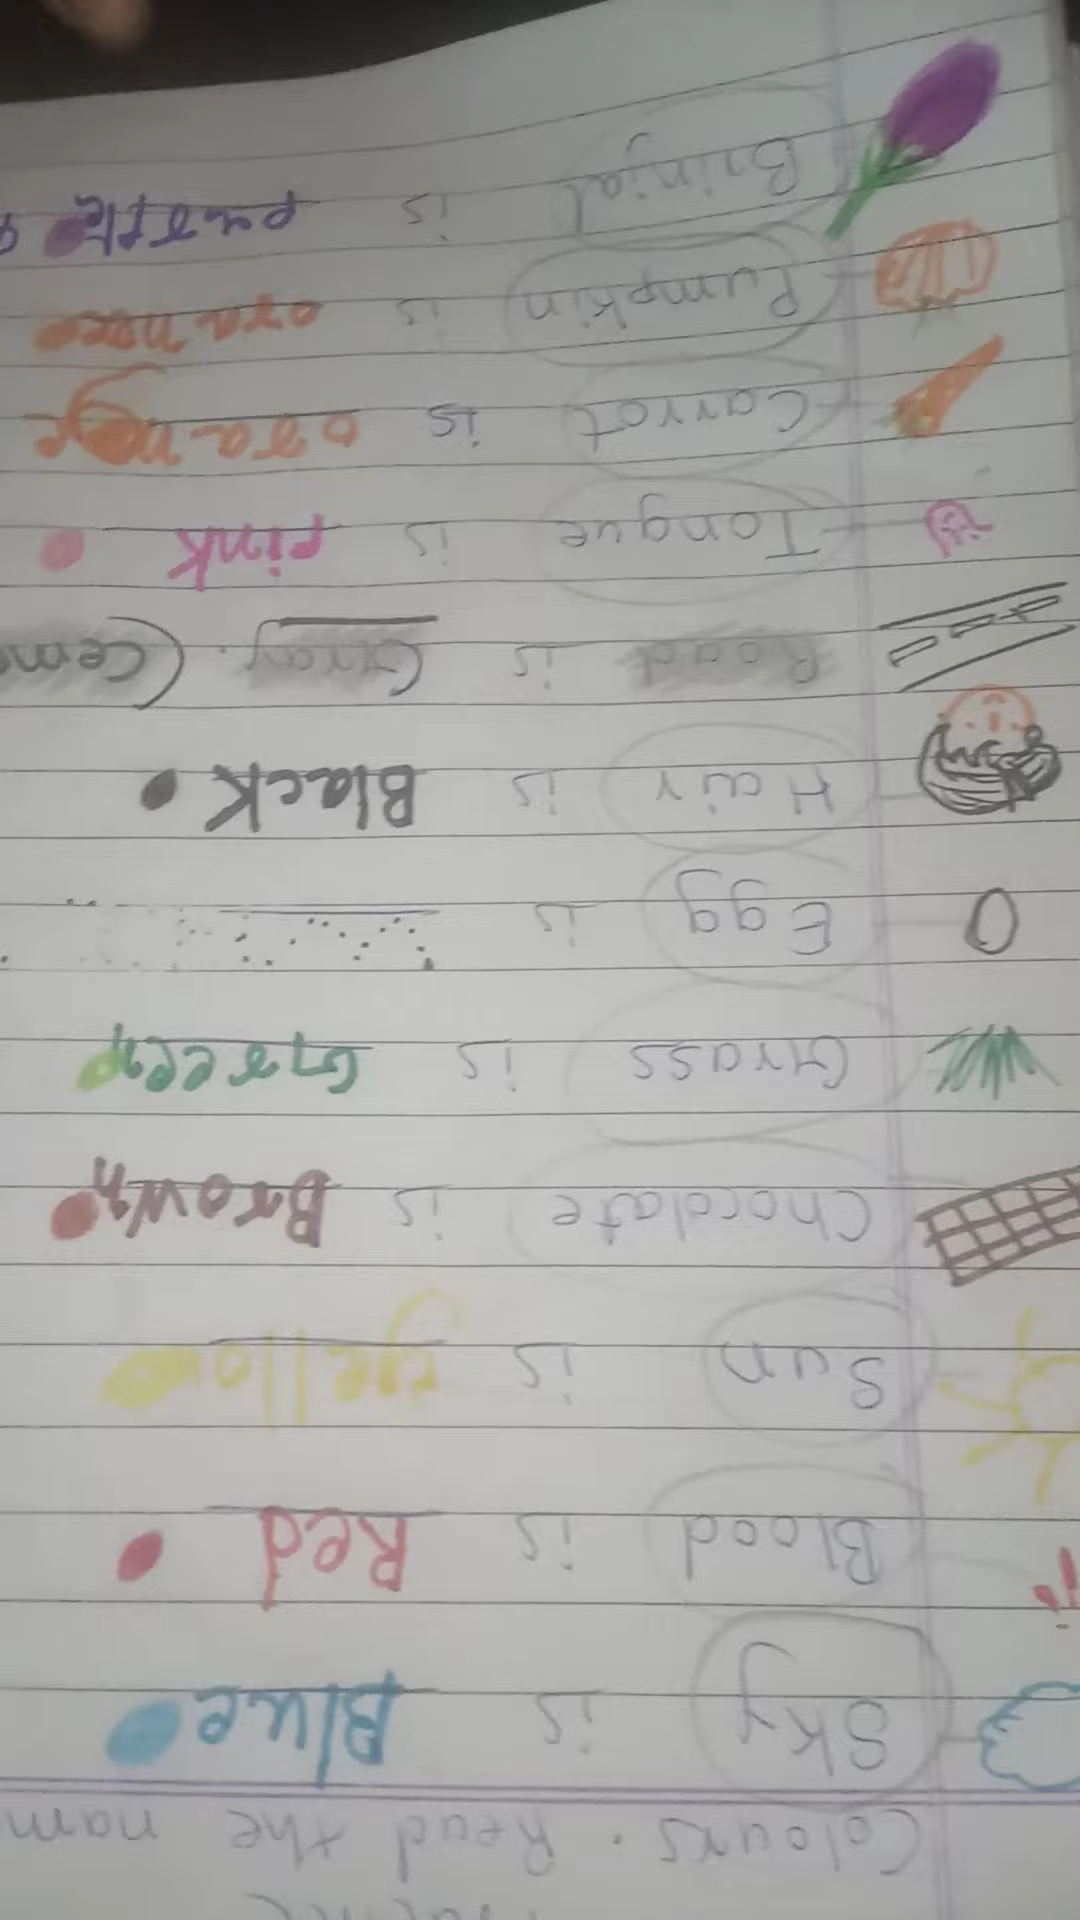 Colours. Read the nam
Sky is Blue
Blood is Red
Sun is yellow
Chocolate is Brown
Grass is Green
Egg is
Hair is Black
Road is Gray. (Cem
Tongue is Pink
Carrot is orange
Pumpkin is
Brinjal is